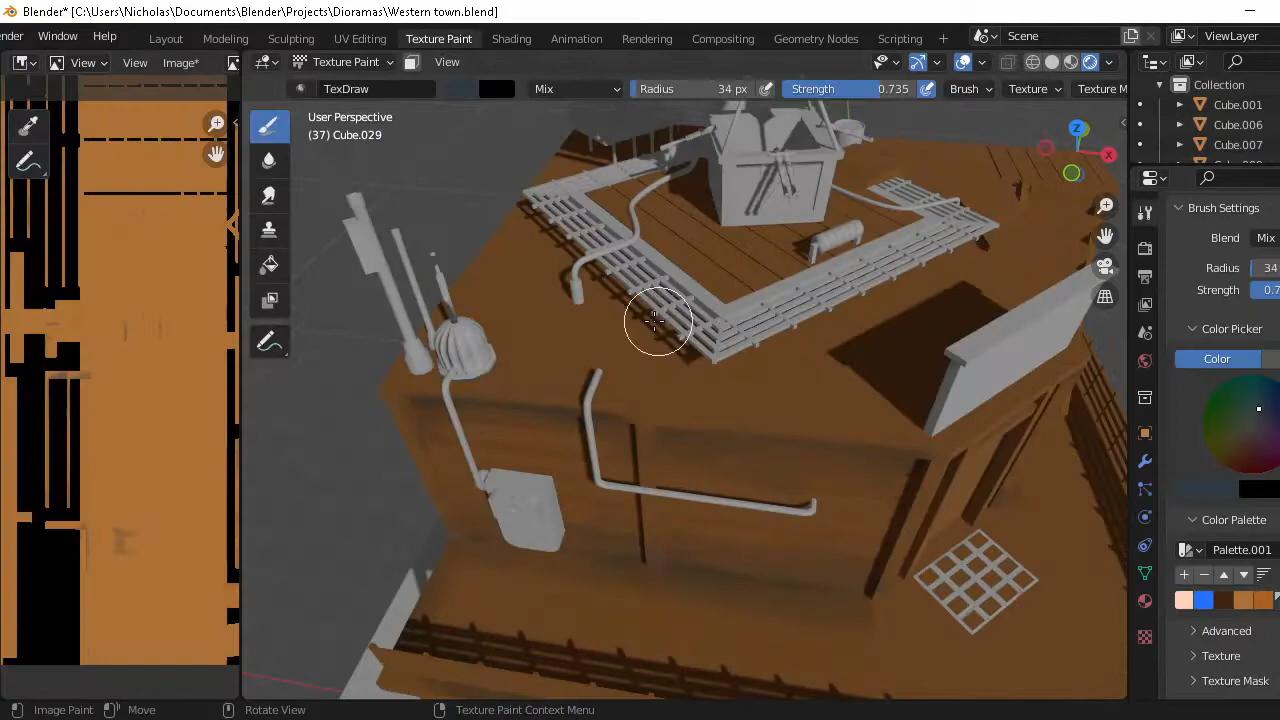 Blender* [C:\Users\Nicholas\Documents\Blender\Projects\Dioramas\Western town.blend]
Window Help Layout Modeling Sculpting UV Editing Texture Paint Shading Animation Rendering Compositing Geometry Nodes Scripting Scene ViewLayer
View View Image* Texture Paint View
TexDraw Mix Radius 34 px Strength 0.735 Brush Texture
Collection
Cube.001
Cube.006
Cube.007
User Perspective
(37) Cube.029
Z
X
Brush Settings
Blend Mix
Radius 34
Strength 0.7
Color Picker
Color
Color Palette
Palette.001
Advanced
Texture
Texture Mask
Image Paint Move Rotate View Texture Paint Context Menu